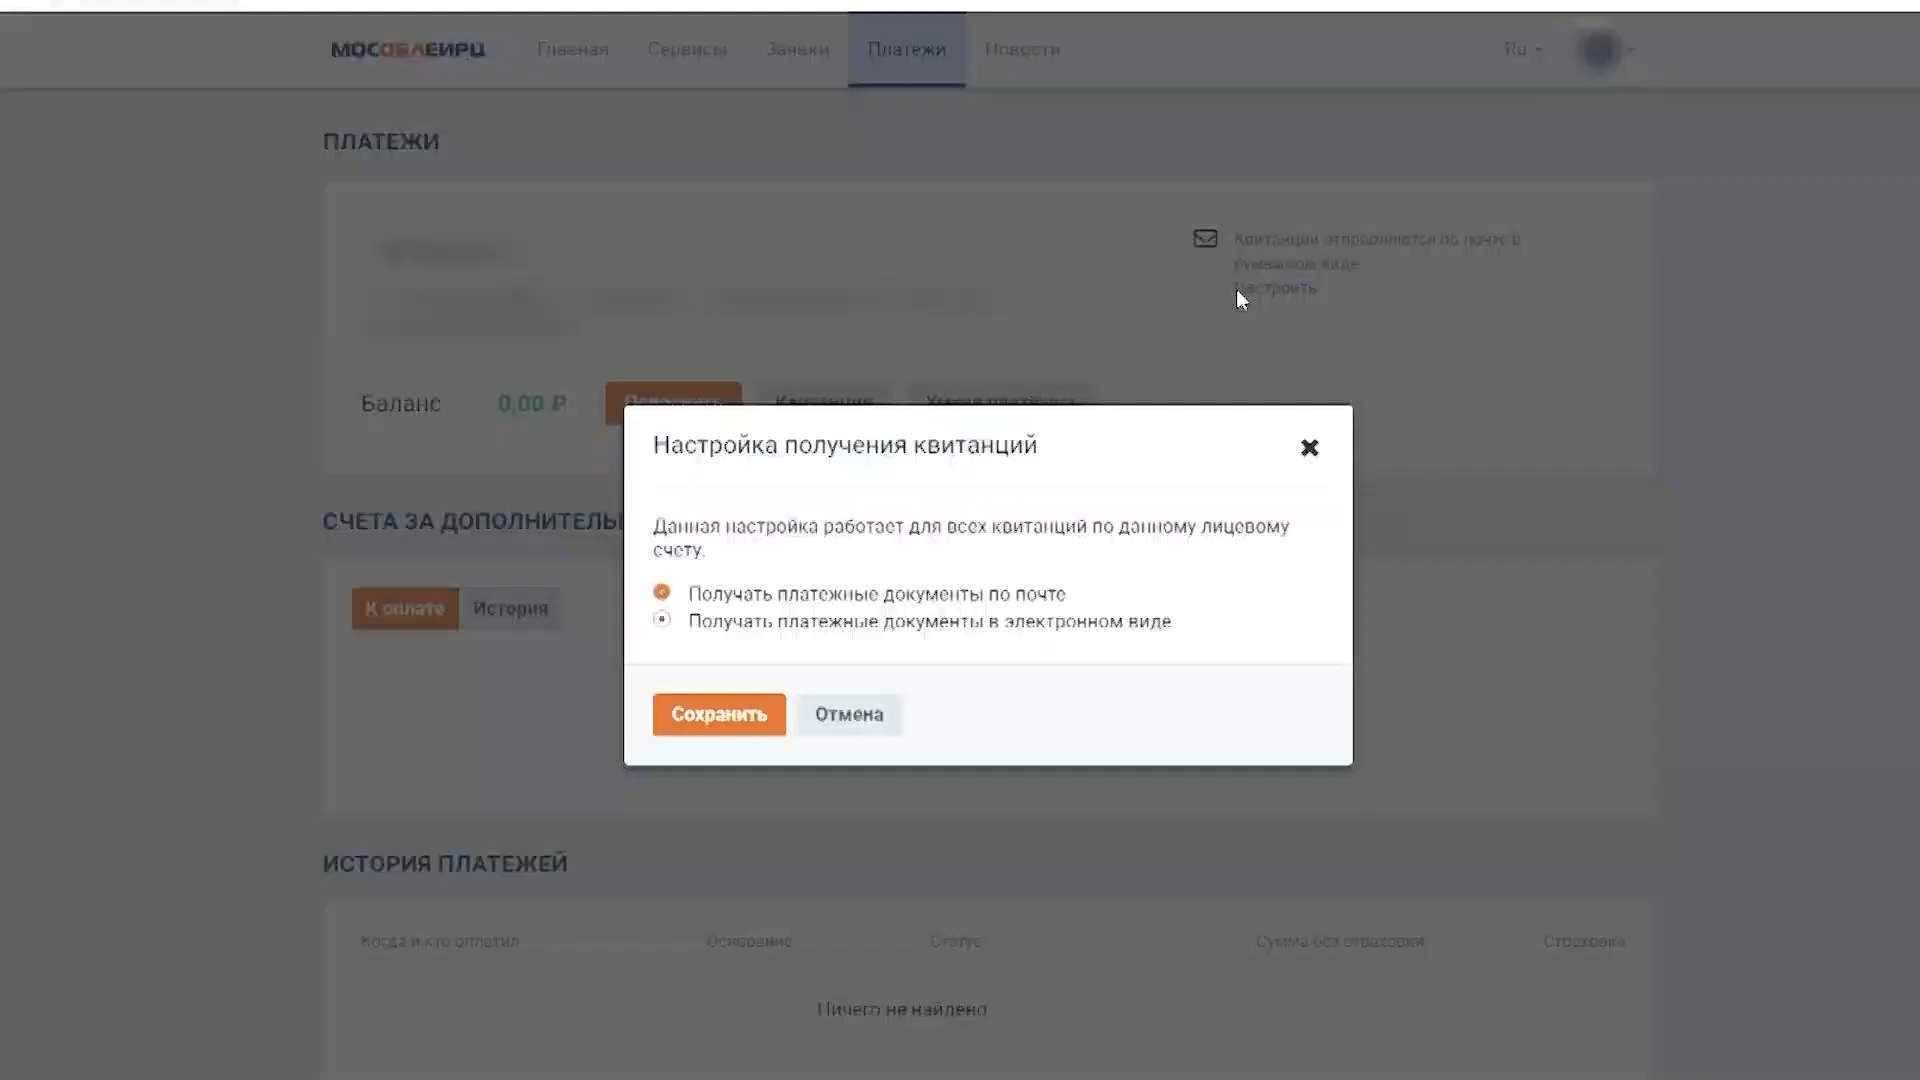 МОСОБЛЕИРЦ Главная Сервисы Заявки Платежи Новости Ru
ПЛАТЕЖИ
Квитанции отправляются по почте в
бумажном виде
Настроить
Баланс 0,00 ₽ Квитанция
Настройка получения квитанций
Данная настройка работает для всех квитанций по данному лицевому
счету.
Получать платежные документы по почте
Получать платежные документы в электронном виде
Сохранить Отмена
СЧЕТА ЗА ДОПОЛНИТЕЛЬ
К оплате История
ИСТОРИЯ ПЛАТЕЖЕЙ
Когда и кто оплатил Основание Статус Сумма без страховки Страховка
Ничего не найдено